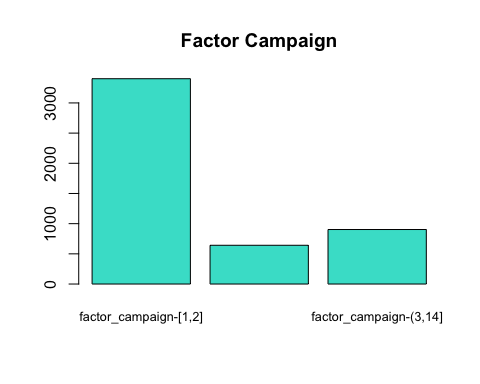 Factor Campaign
3000
2000
1000
0
factor_campaign-[1,2]
factor_campaign-(3,14]